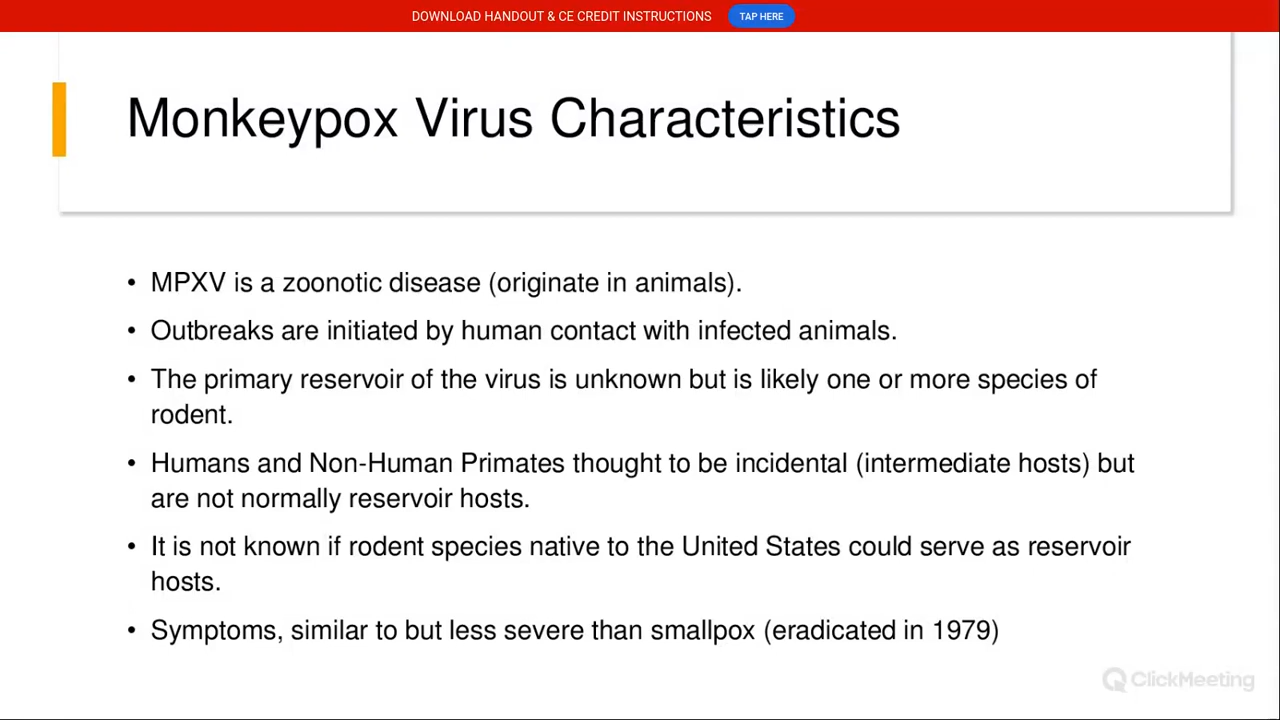 DOWNLOAD HANDOUT & CE CREDIT INSTRUCTIONS TAP HERE
Monkeypox Virus Characteristics
• MPXV is a zoonotic disease (originate in animals).
• Outbreaks are initiated by human contact with infected animals.
• The primary reservoir of the virus is unknown but is likely one or more species of
rodent.
• Humans and Non-Human Primates thought to be incidental (intermediate hosts) but
are not normally reservoir hosts.
• It is not known if rodent species native to the United States could serve as reservoir
hosts.
• Symptoms, similar to but less severe than smallpox (eradicated in 1979)
ClickMeeting